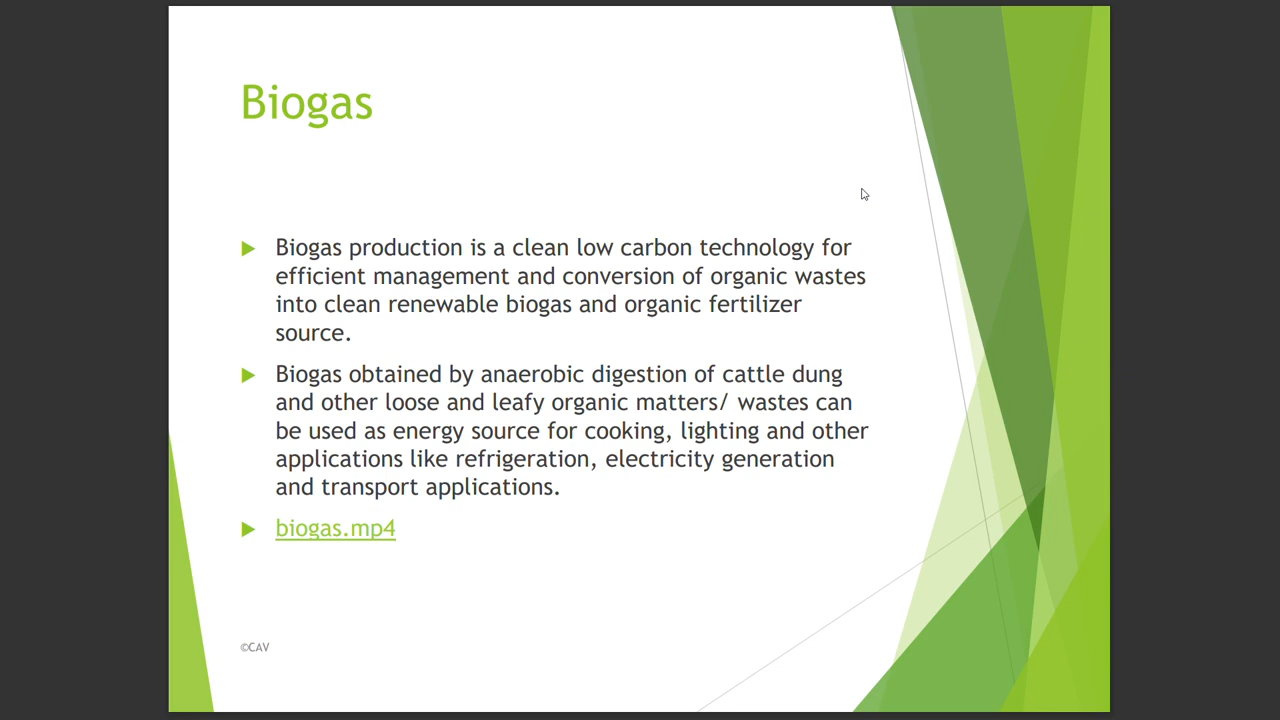 Biogas
Biogas production is a clean low carbon technology for
efficient management and conversion of organic wastes
into clean renewable biogas and organic fertilizer
source.
Biogas obtained by anaerobic digestion of cattle dung
and other loose and leafy organic matters/ wastes can
be used as energy source for cooking, lighting and other
applications like refrigeration, electricity generation
and transport applications.
biogas.mp4
©CAV